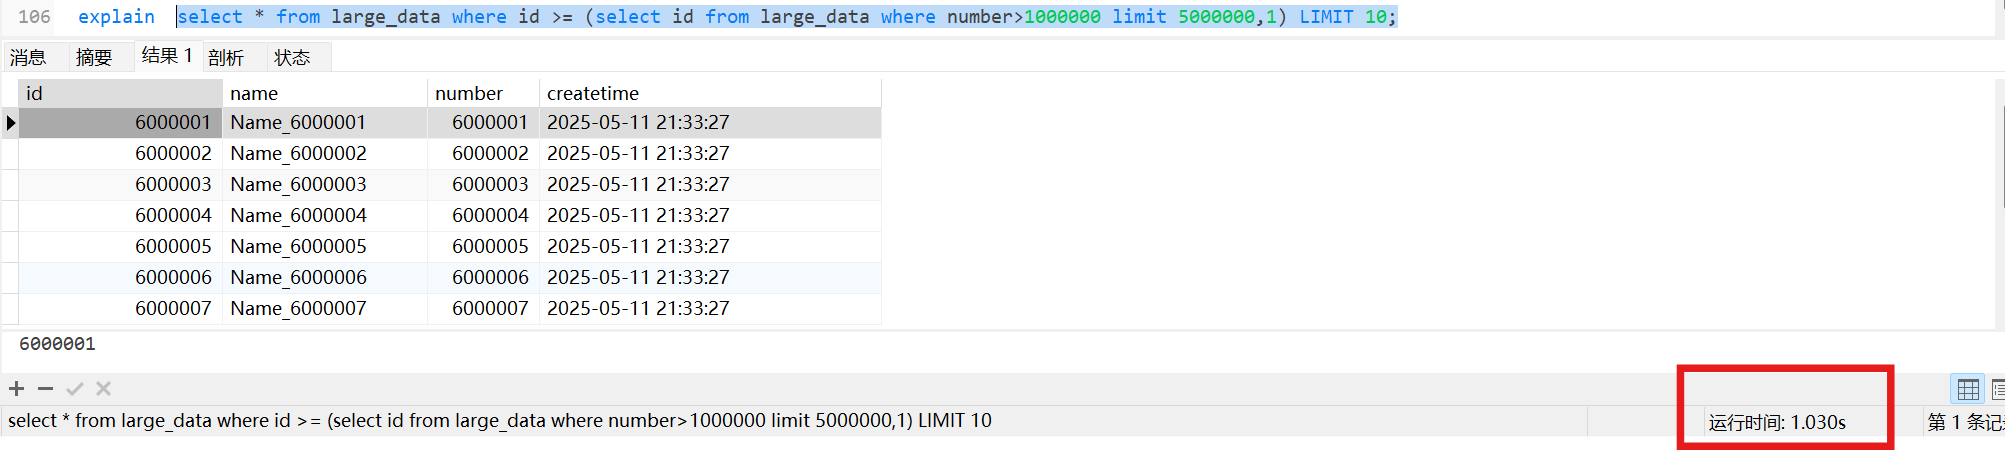 106 explain select * from large_data where id >= (select id from large_data where number>1000000 limit 5000000,1) LIMIT 10;
消息 摘要 结果 1 剖析 状态
id name number createtime
6000001 Name_6000001 6000001 2025-05-11 21:33:27
6000002 Name_6000002 6000002 2025-05-11 21:33:27
6000003 Name_6000003 6000003 2025-05-11 21:33:27
6000004 Name_6000004 6000004 2025-05-11 21:33:27
6000005 Name_6000005 6000005 2025-05-11 21:33:27
6000006 Name_6000006 6000006 2025-05-11 21:33:27
6000007 Name_6000007 6000007 2025-05-11 21:33:27
6000001
select * from large_data where id >= (select id from large_data where number>1000000 limit 5000000,1) LIMIT 10 运行时间: 1.030s 第 1 条记